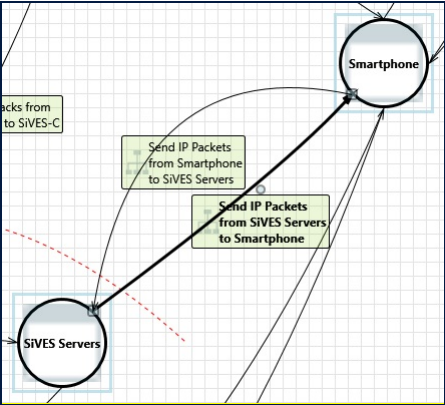 Smartphone
acks from
to SiVES-C
Send IP Packets
from Smartphone
to SiVES Servers
Send IP Packets
from SiVES Servers
to Smartphone
SiVES Servers